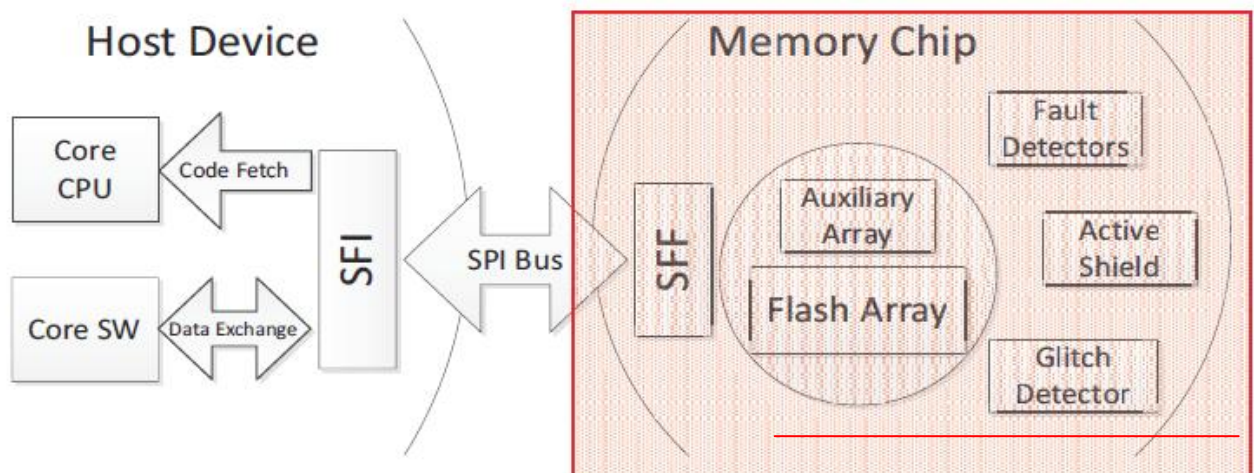 Host Device
Memory Chip
Core
CPU
Code Fetch
SFI
Core SW
Data Exchange
SPI Bus
SFF
Auxiliary
Array
Flash Array
Fault
Detectors
Active
Shield
Glitch
Detector